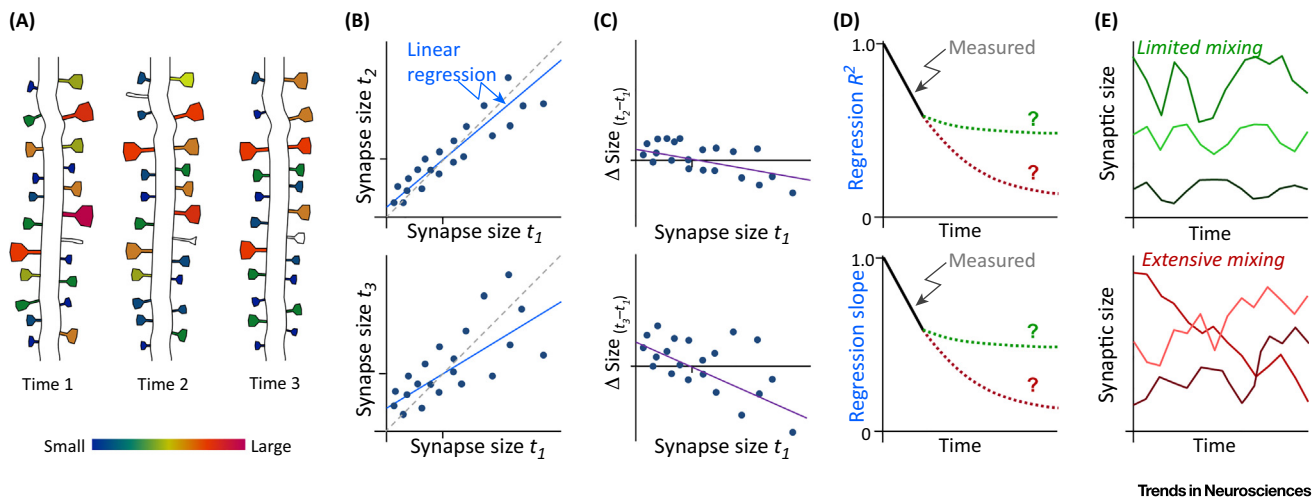 (A)
Time 1
Time 2
Time 3
Small
Large
(B)
Linear
regression
Synapse size t2
Synapse size t1
Synapse size t3
Synapse size t1
(C)
Δ Size (t2–t1)
Synapse size t1
Δ Size (t3–t1)
Synapse size t1
(D)
Regression R2
1.0
0
Measured
?
?
Time
Regression slope
1.0
0
Measured
?
?
Time
(E)
Limited mixing
Synaptic size
Time
Extensive mixing
Synaptic size
Time
Trends in Neurosciences